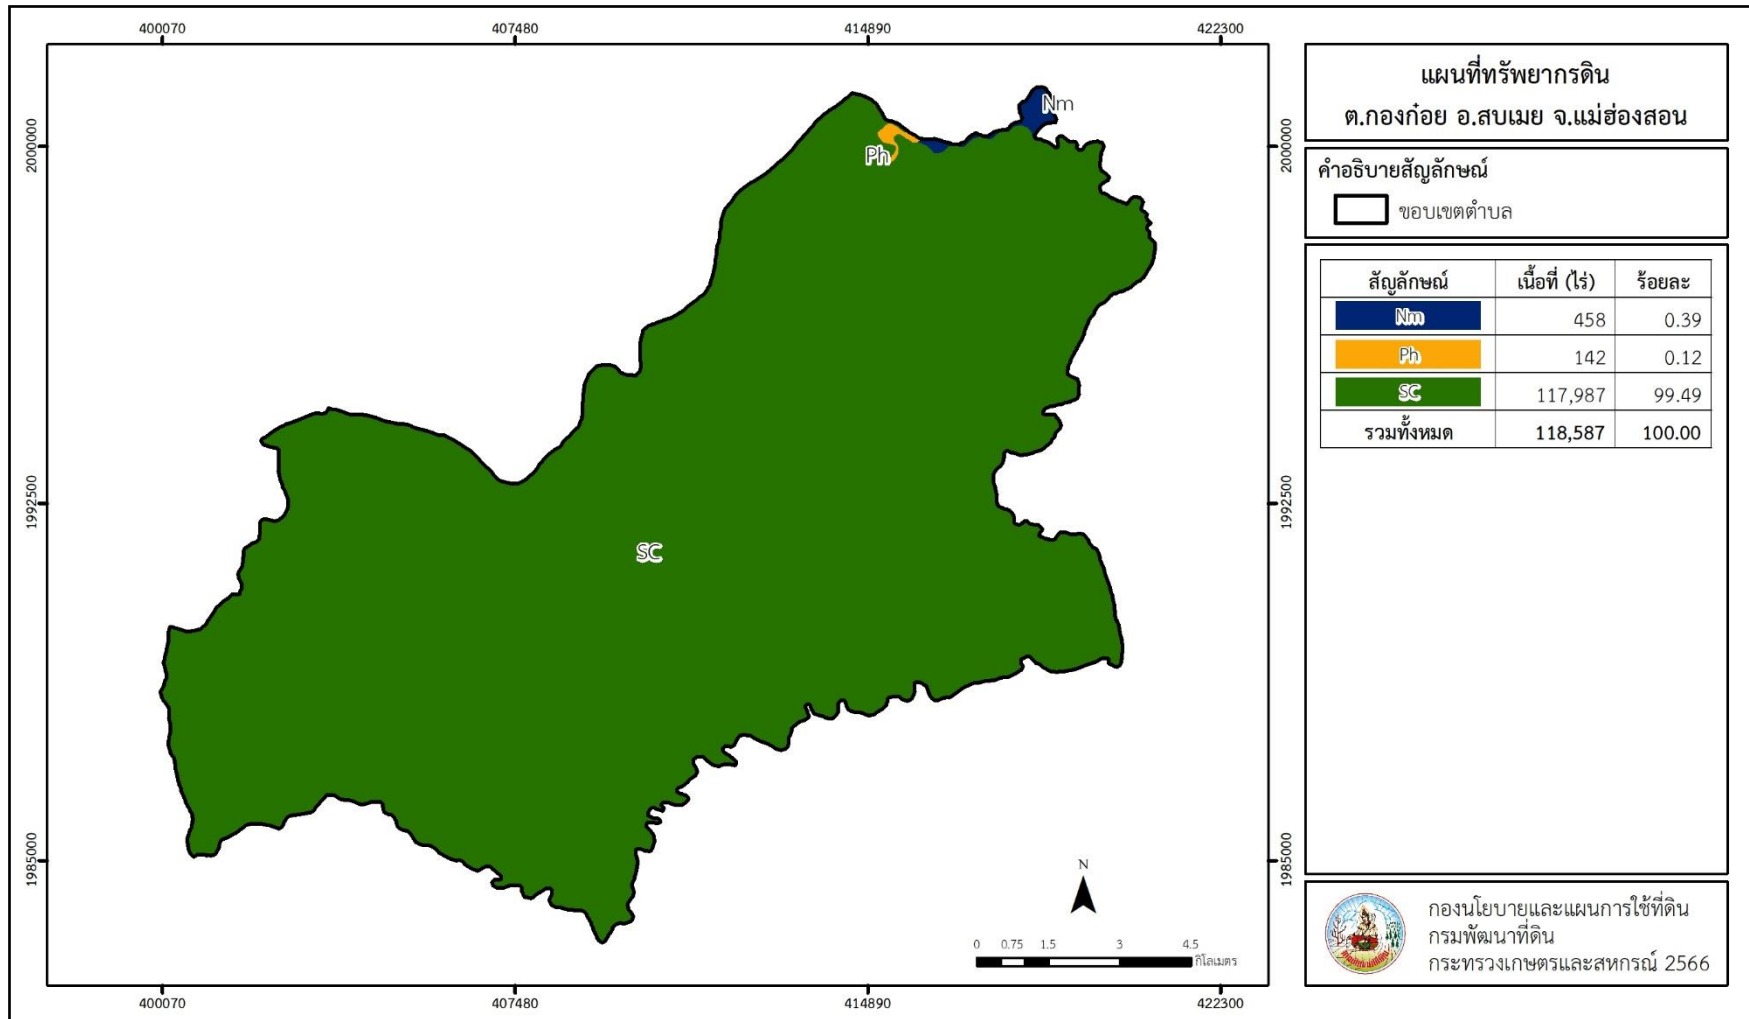 400070
407480
414890
422300
2000000
1992500
1985000
2000000
1992500
1985000
Nm
Ph
SC
N
0 0.75 1.5 3 4.5
กิโลเมตร
400070
407480
414890
422300
แผนที่ทรัพยากรดิน
ต.กองก๋อย อ.สบเมย จ.แม่ฮ่องสอน
คำอธิบายสัญลักษณ์
ขอบเขตตำบล
สัญลักษณ์ เนื้อที่ (ไร่) ร้อยละ
Nm 458 0.39
Ph 142 0.12
SC 117,987 99.49
รวมทั้งหมด 118,587 100.00
กองนโยบายและแผนการใช้ที่ดิน
กรมพัฒนาที่ดิน
กระทรวงเกษตรและสหกรณ์ 2566